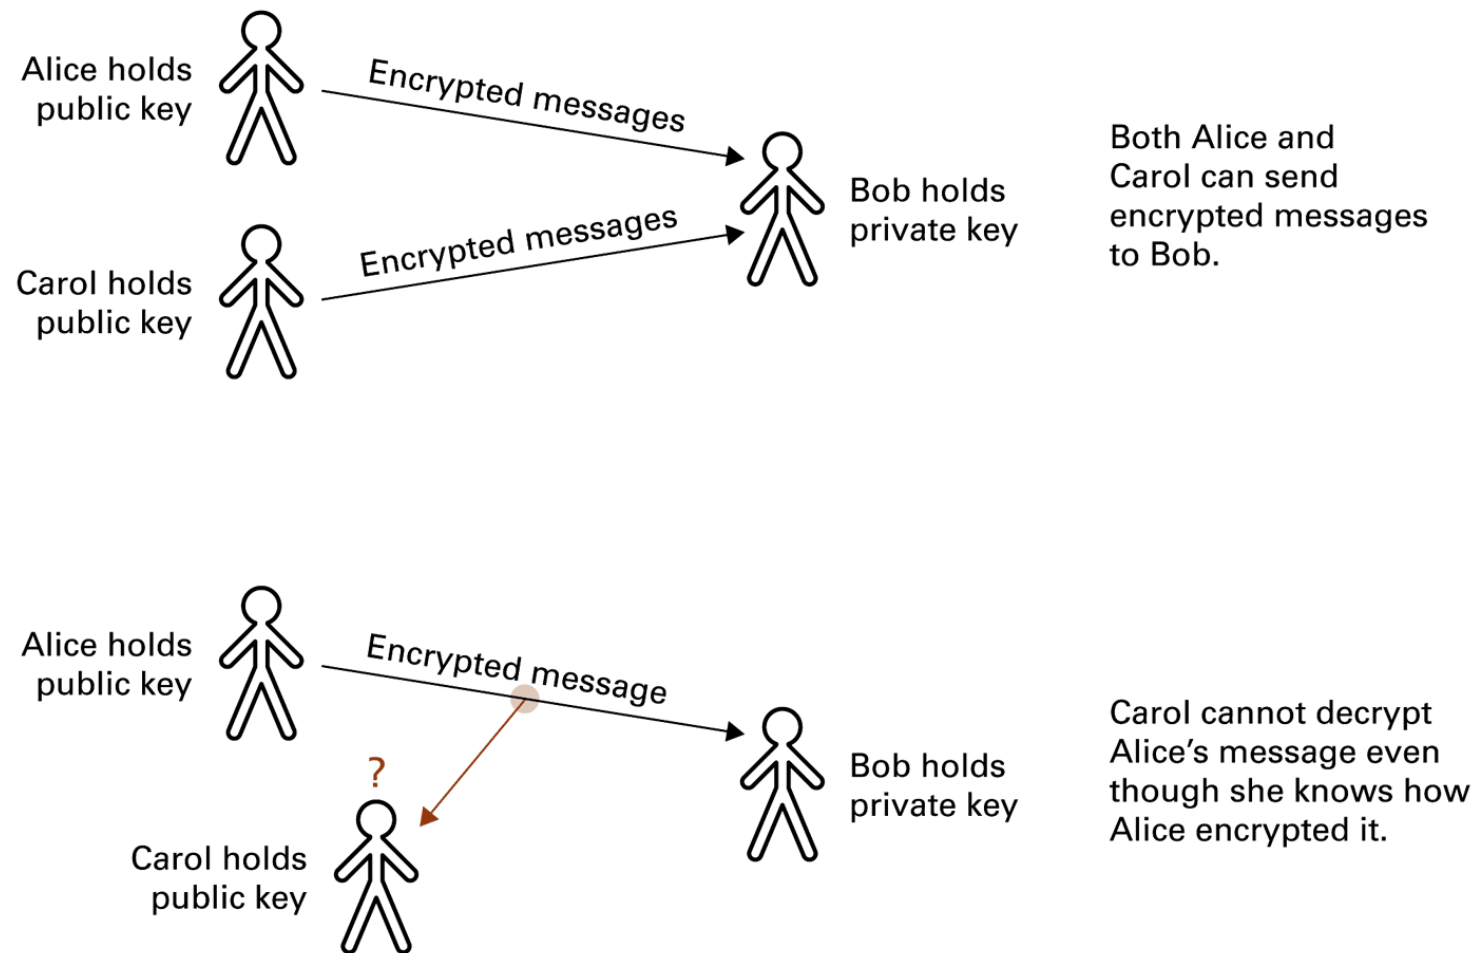 Alice holds
public key
Encrypted messages
Carol holds
public key
Encrypted messages
Bob holds
private key
Both Alice and
Carol can send
encrypted messages
to Bob.
Alice holds
public key
Encrypted message
?
Carol holds
public key
Bob holds
private key
Carol cannot decrypt
Alice’s message even
though she knows how
Alice encrypted it.